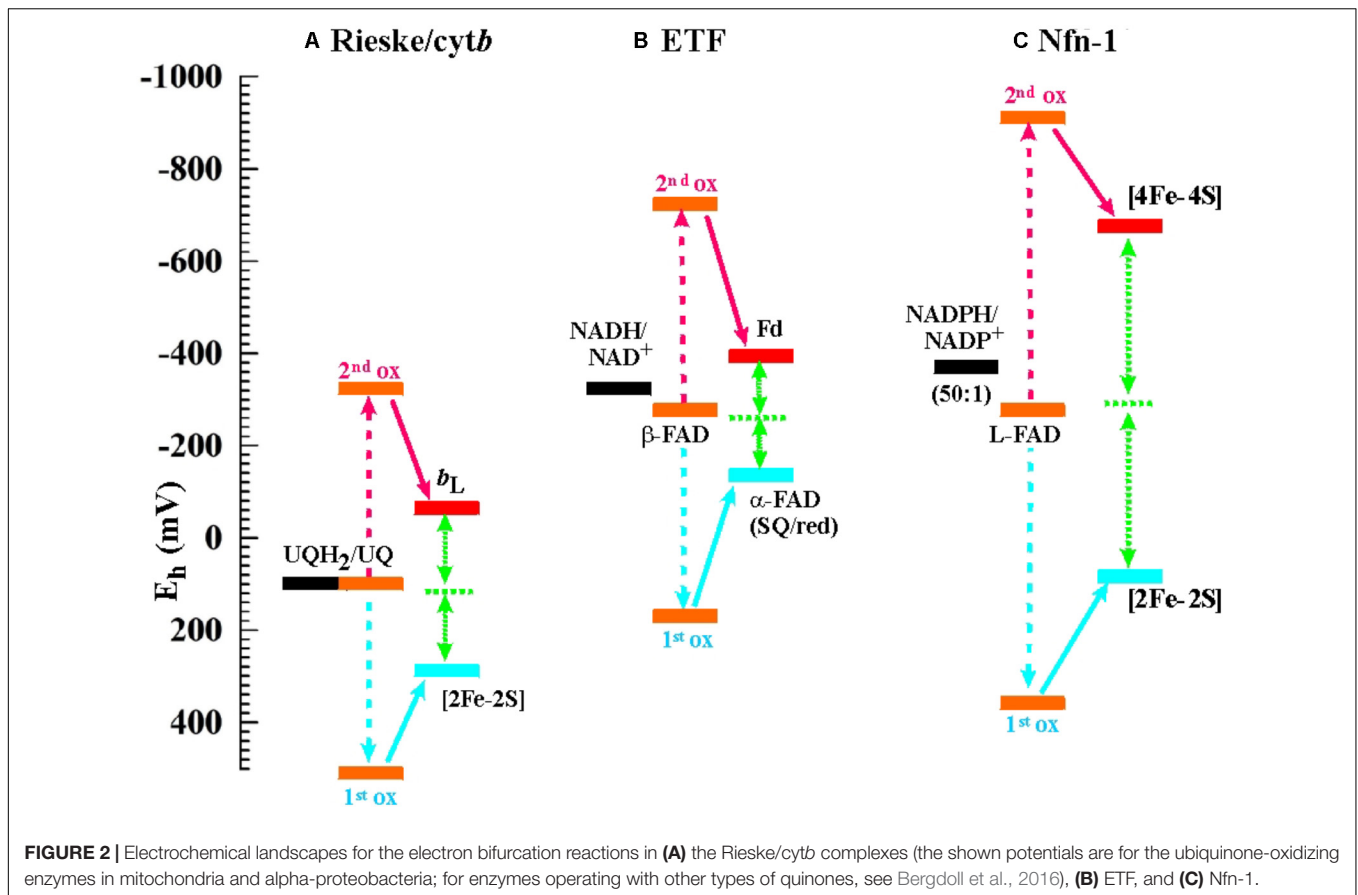 A Rieske/cytb
B ETF
C Nfn-1
-1000
-800
-600
-400
-200
0
200
400
E_h (mV)
2nd ox
b_L
UQH2/UQ
[2Fe-2S]
1st ox
2nd ox
NADH/
NAD+
Fd
β-FAD
α-FAD
(SQ/red)
1st ox
2nd ox
[4Fe-4S]
NADPH/
NADP+
(50:1)
L-FAD
[2Fe-2S]
1st ox
FIGURE 2 | Electrochemical landscapes for the electron bifurcation reactions in (A) the Rieske/cytb complexes (the shown potentials are for the ubiquinone-oxidizing
enzymes in mitochondria and alpha-proteobacteria; for enzymes operating with other types of quinones, see Bergdoll et al., 2016), (B) ETF, and (C) Nfn-1.